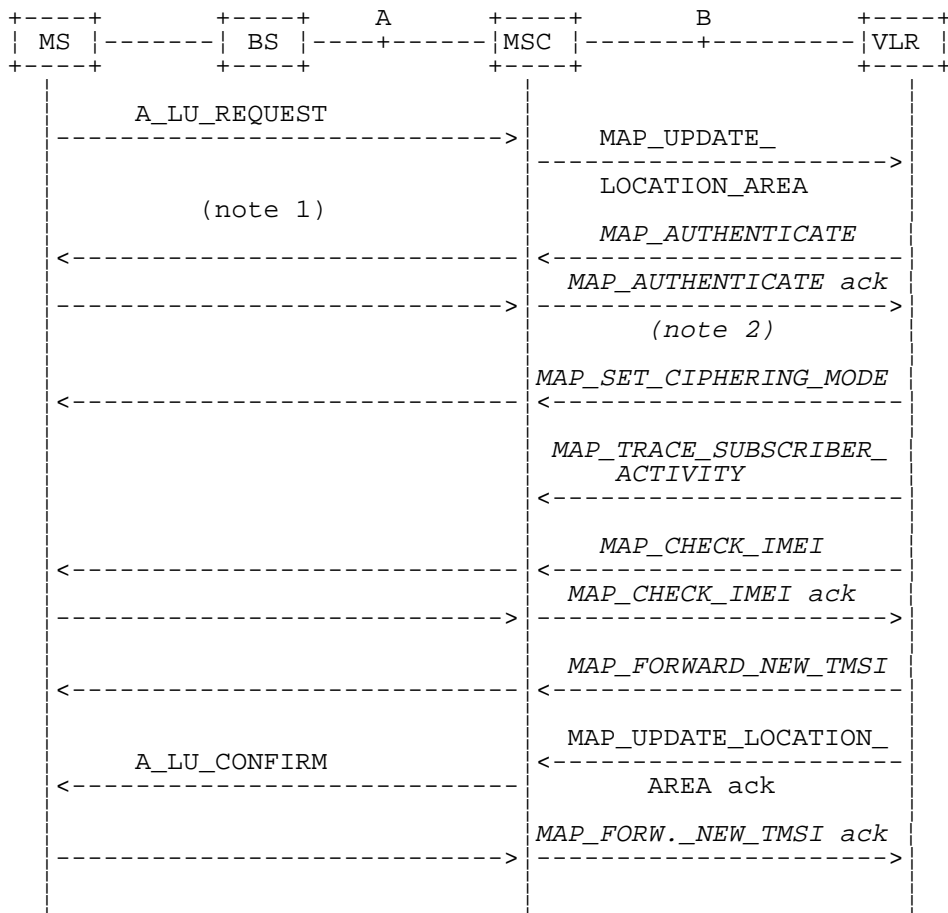 A B
MS BS MSC VLR
A_LU_REQUEST
MAP_UPDATE_
LOCATION_AREA
(note 1)
MAP_AUTHENTICATE
MAP_AUTHENTICATE ack
(note 2)
MAP_SET_CIPHERING_MODE
MAP_TRACE_SUBSCRIBER_
ACTIVITY
MAP_CHECK_IMEI
MAP_CHECK_IMEI ack
MAP_FORWARD_NEW_TMSI
MAP_UPDATE_LOCATION_
A_LU_CONFIRM
AREA ack
MAP_FORW._NEW_TMSI ack